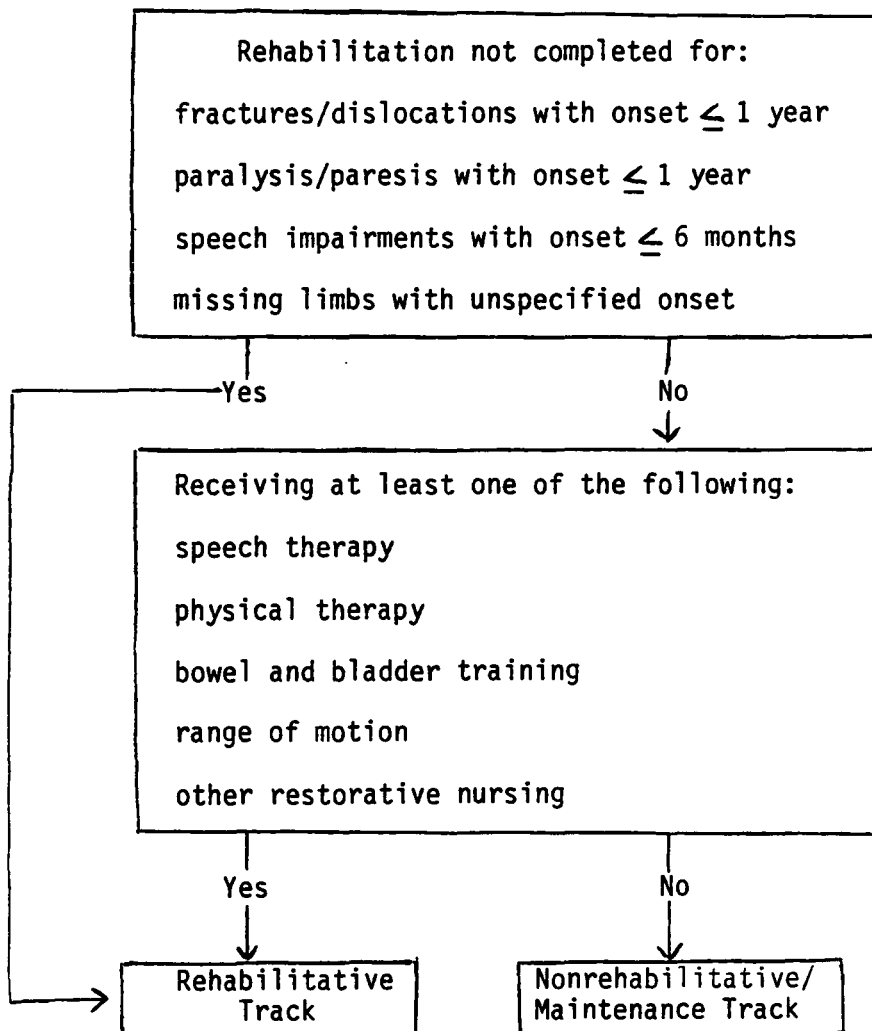 Rehabilitation not completed for:
fractures/dislocations with onset ≤ 1 year
paralysis/paresis with onset ≤ 1 year
speech impairments with onset ≤ 6 months
missing limbs with unspecified onset
Yes
No
Receiving at least one of the following:
speech therapy
physical therapy
bowel and bladder training
range of motion
other restorative nursing
Yes
No
Rehabilitative
Track
Nonrehabilitative/
Maintenance Track